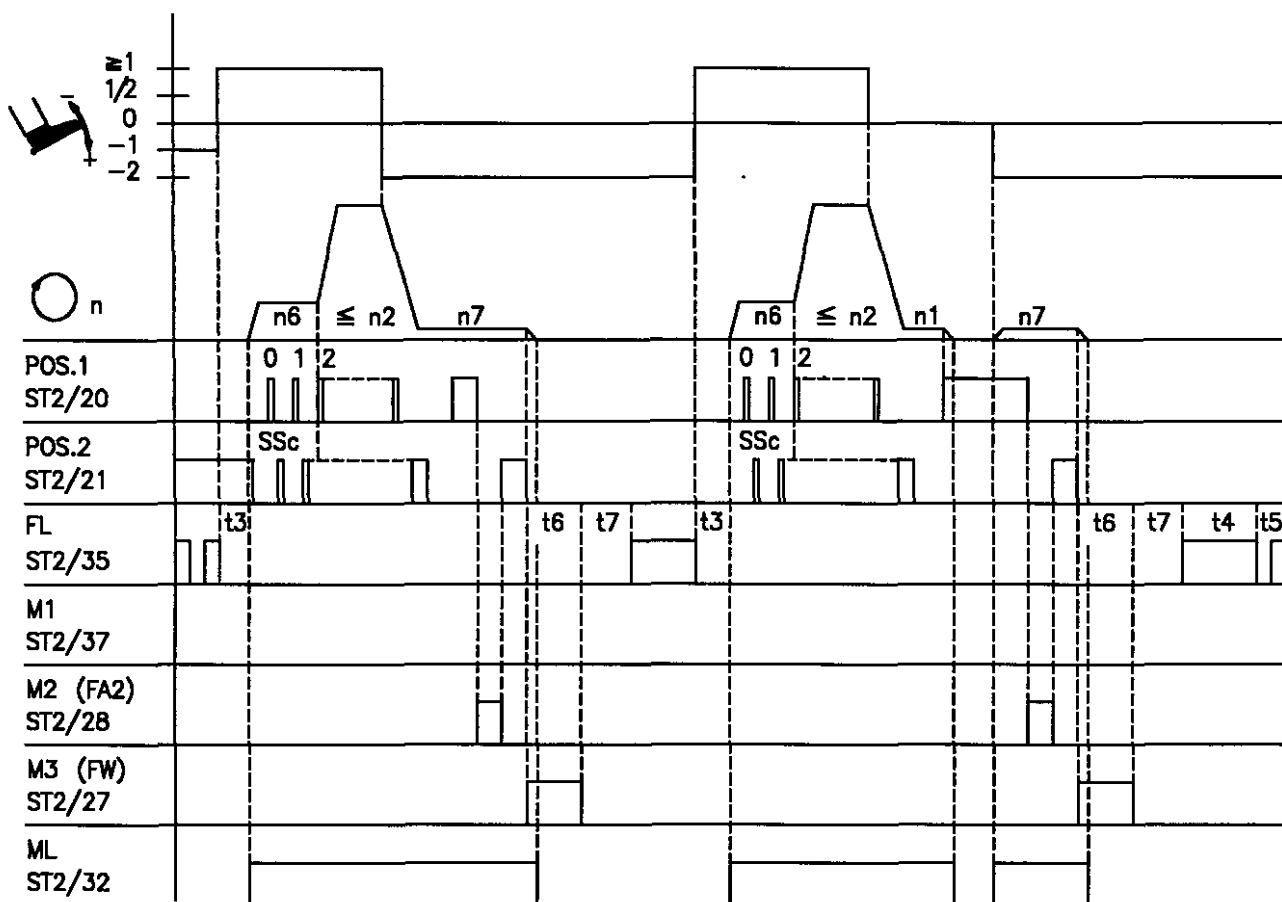 ≧1
1/2
0
-1
-2
-
+
n
n6 ≦ n2 n7 n6 ≦ n2 n1 n7
POS.1 0 1 2 0 1 2
ST2/20
POS.2 SSc SSc
ST2/21
FL t3 t6 t7 t3 t6 t7 t4 t5
ST2/35
M1
ST2/37
M2 (FA2)
ST2/28
M3 (FW)
ST2/27
ML
ST2/32